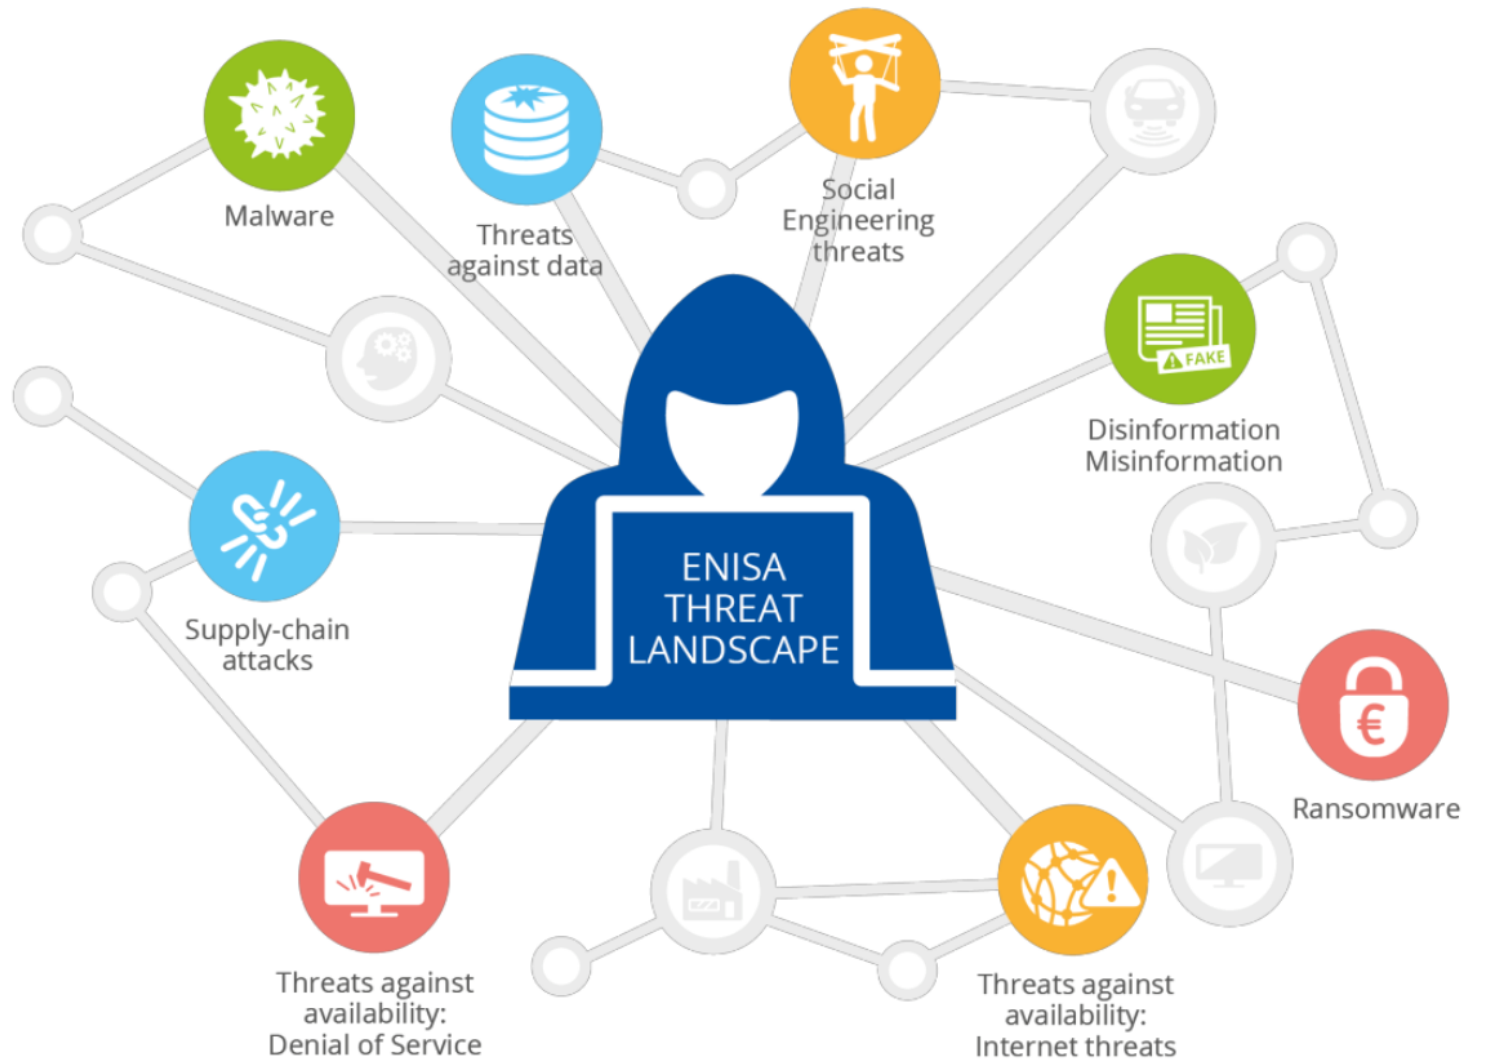 Malware
Threats
against data
Social
Engineering
threats
FAKE
Disinformation
Misinformation
Supply-chain
attacks
ENISA
THREAT
LANDSCAPE
€
Ransomware
!
Threats against
availability:
Denial of Service
Threats against
availability:
Internet threats